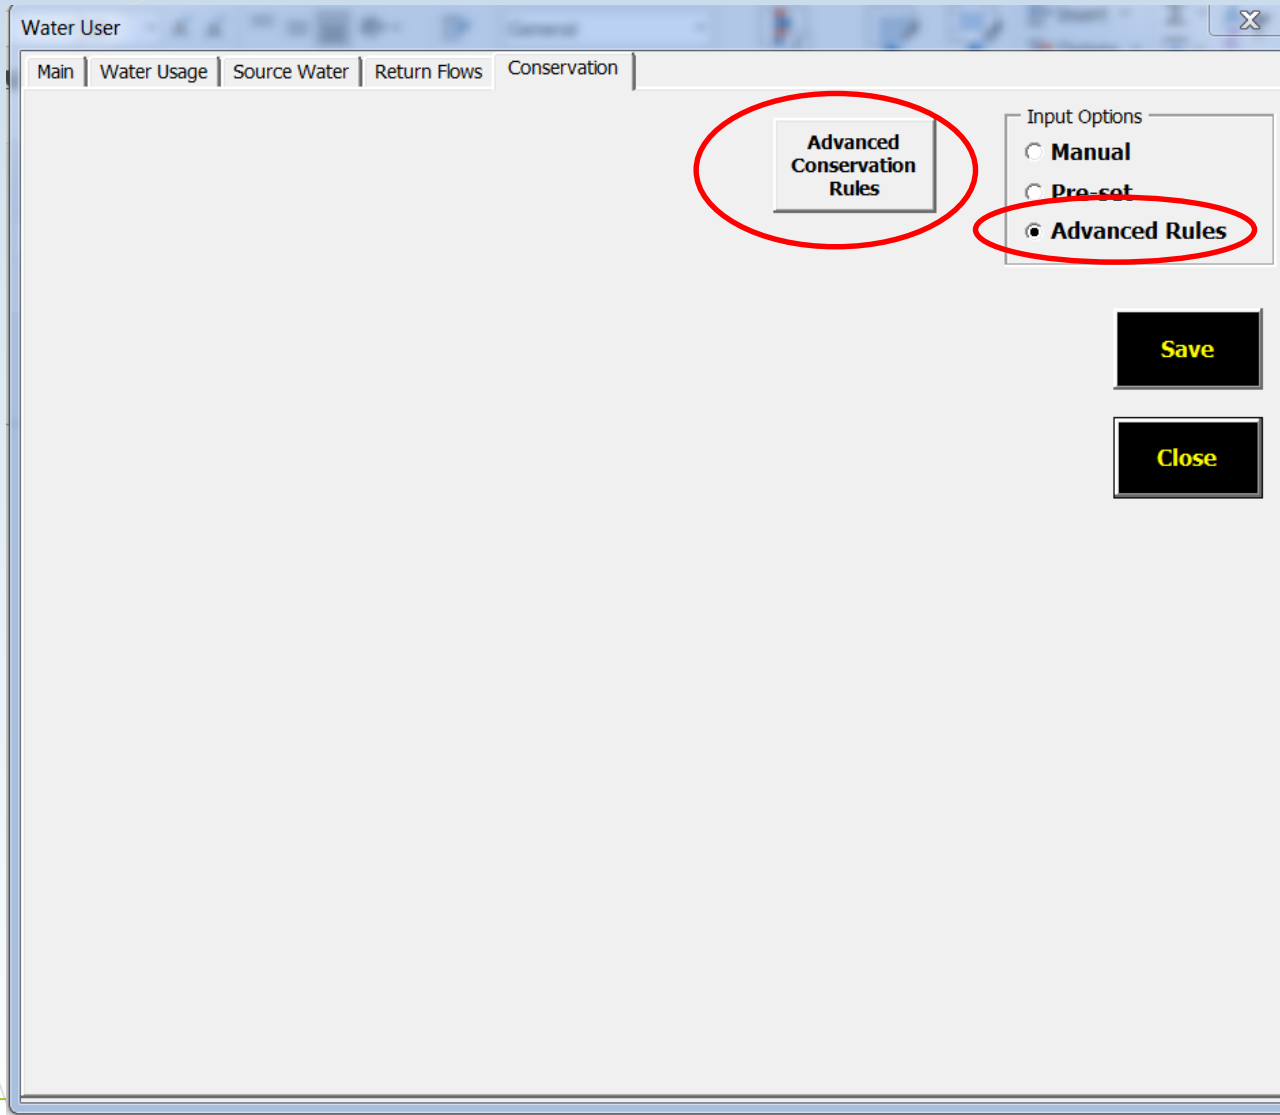 Water User
General
Main
Water Usage
Source Water
Return Flows
Conservation
Advanced
Conservation
Rules
Input Options
Manual
Pre-set
Advanced Rules
Save
Close